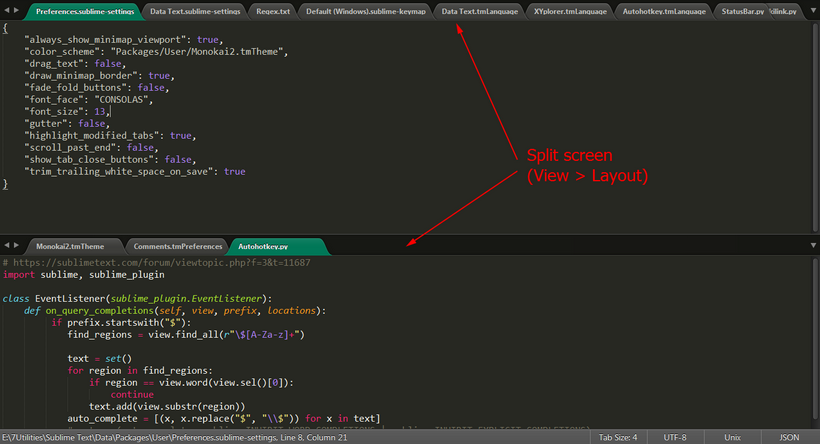 Preferences.sublime-settings Data Text.sublime-settings Regex.txt Default (Windows).sublime-keymap Data Text.tmLanguage XYplorer.tmLanguage Autohotkey.tmLanguage StatusBar.py kilink.py
{
"always_show_minimap_viewport": true,
"color_scheme": "Packages/User/Monokai2.tmTheme",
"drag_text": false,
"draw_minimap_border": true,
"fade_fold_buttons": false,
"font_face": "CONSOLAS",
"font_size": 13,
"gutter": false,
"highlight_modified_tabs": true,
"scroll_past_end": false,
"show_tab_close_buttons": false,
"trim_trailing_white_space_on_save": true
}
Split screen
(View > Layout)
Monokai2.tmTheme Comments.tmPreferences Autohotkey.py
# https://sublimetext.com/forum/viewtopic.php?f=3&t=11687
import sublime, sublime_plugin
class EventListener(sublime_plugin.EventListener):
def on_query_completions(self, view, prefix, locations):
if prefix.startswith("$"):
find_regions = view.find_all(r"\$[A-Za-z]+")
text = set()
for region in find_regions:
if region == view.word(view.sel()[0]):
continue
text.add(view.substr(region))
auto_complete = [(x, x.replace("$", "\\$")) for x in text]
E:\7Utilities\Sublime Text\Data\Packages\User\Preferences.sublime-settings, Line 8, Column 21 Tab Size: 4 UTF-8 Unix JSON